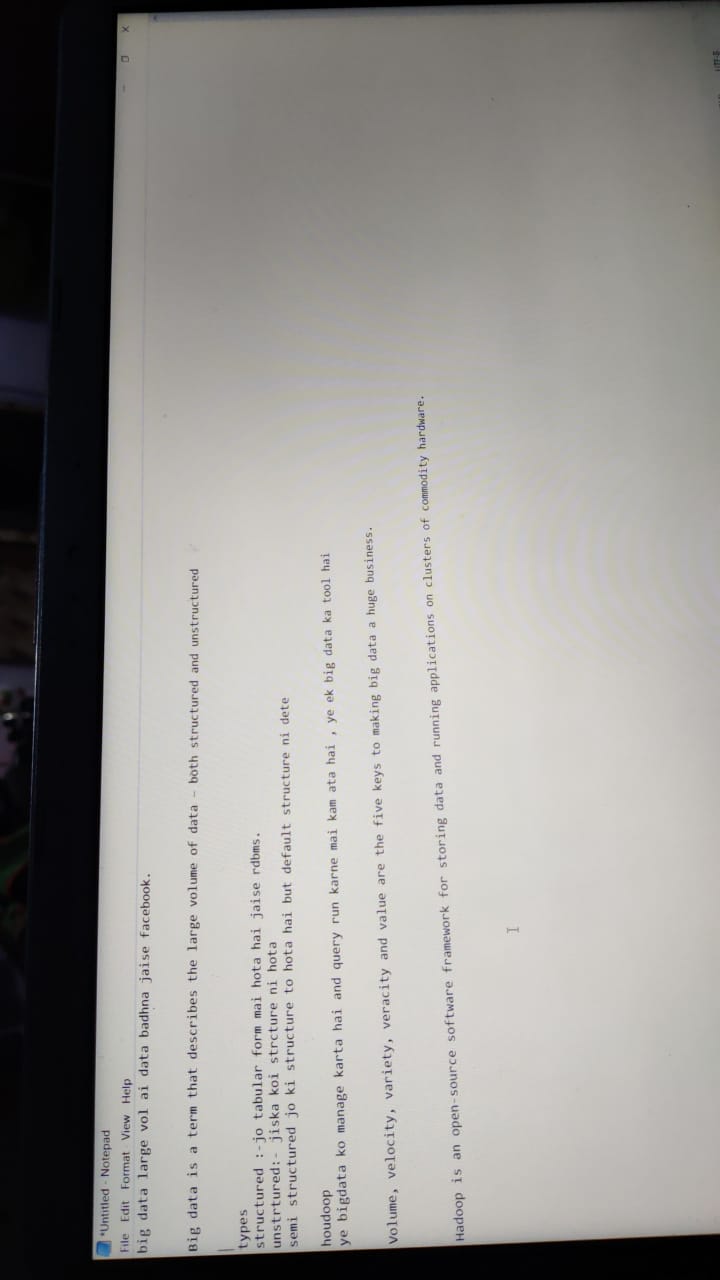 *Untitled - Notepad
File Edit Format View Help
big data large vol ai data badhna jaise facebook.
Big data is a term that describes the large volume of data – both structured and unstructured
types
structured :-jo tabular form mai hota hai jaise rdbms.
unstrtured:- jiska koi strcture ni hota
semi structured jo ki structure to hota hai but default structure ni dete
houdoop
ye bigdata ko manage karta hai and query run karne mai kam ata hai , ye ek big data ka tool hai
Volume, velocity, variety, veracity and value are the five keys to making big data a huge business.
Hadoop is an open-source software framework for storing data and running applications on clusters of commodity hardware.
UTF-8